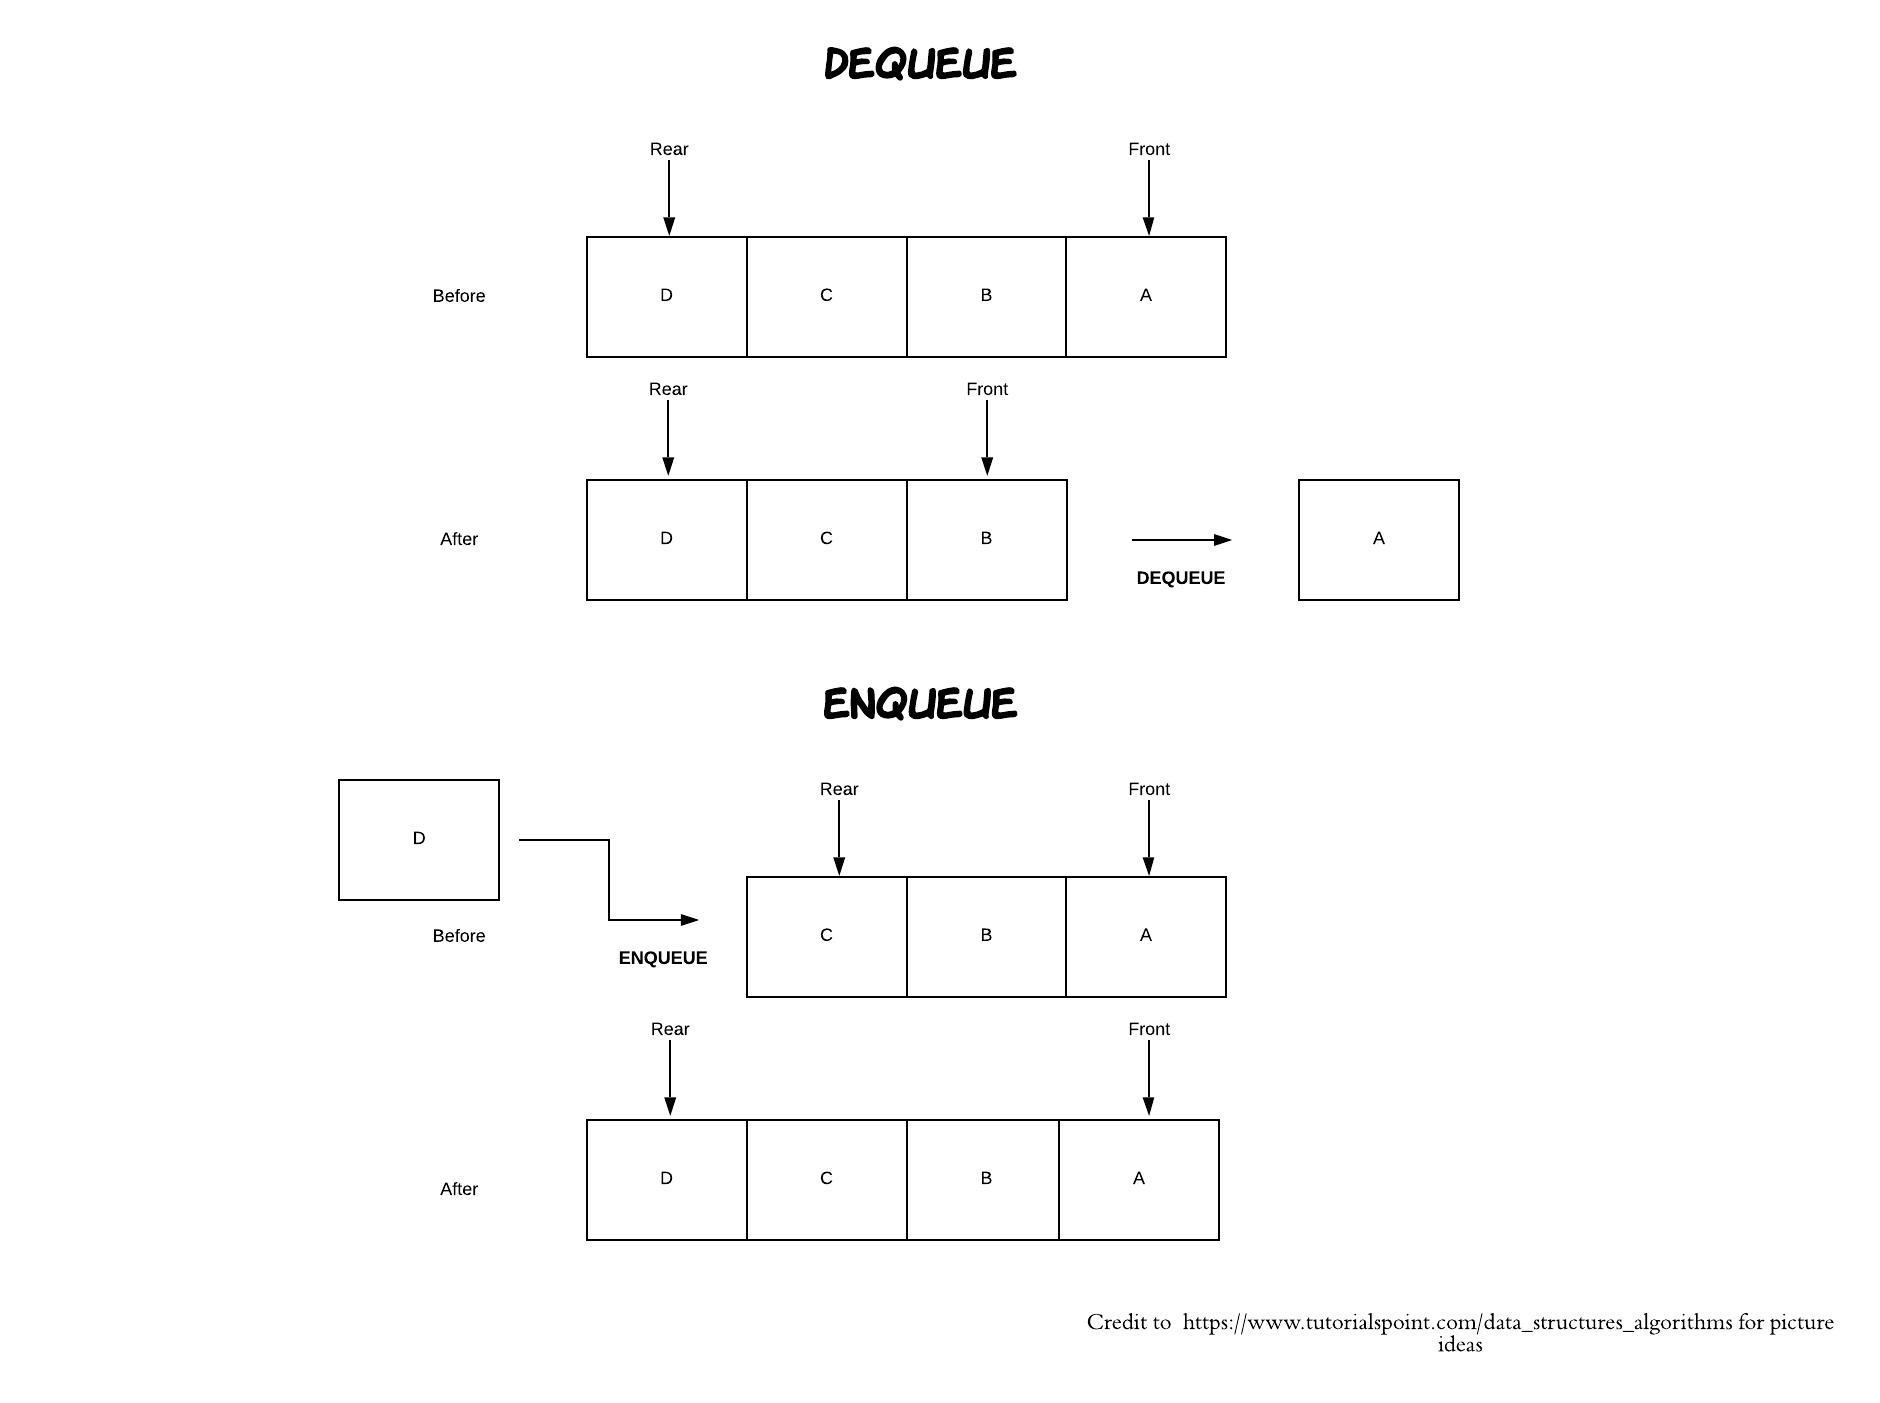 DEQUEUE
Rear Front
Before D C B A
Rear Front
After D C B A
DEQUEUE
ENQUEUE
Rear Front
D
Before C B A
ENQUEUE
Rear Front
After D C B A
Credit to https://www.tutorialspoint.com/data_structures_algorithms for picture
ideas